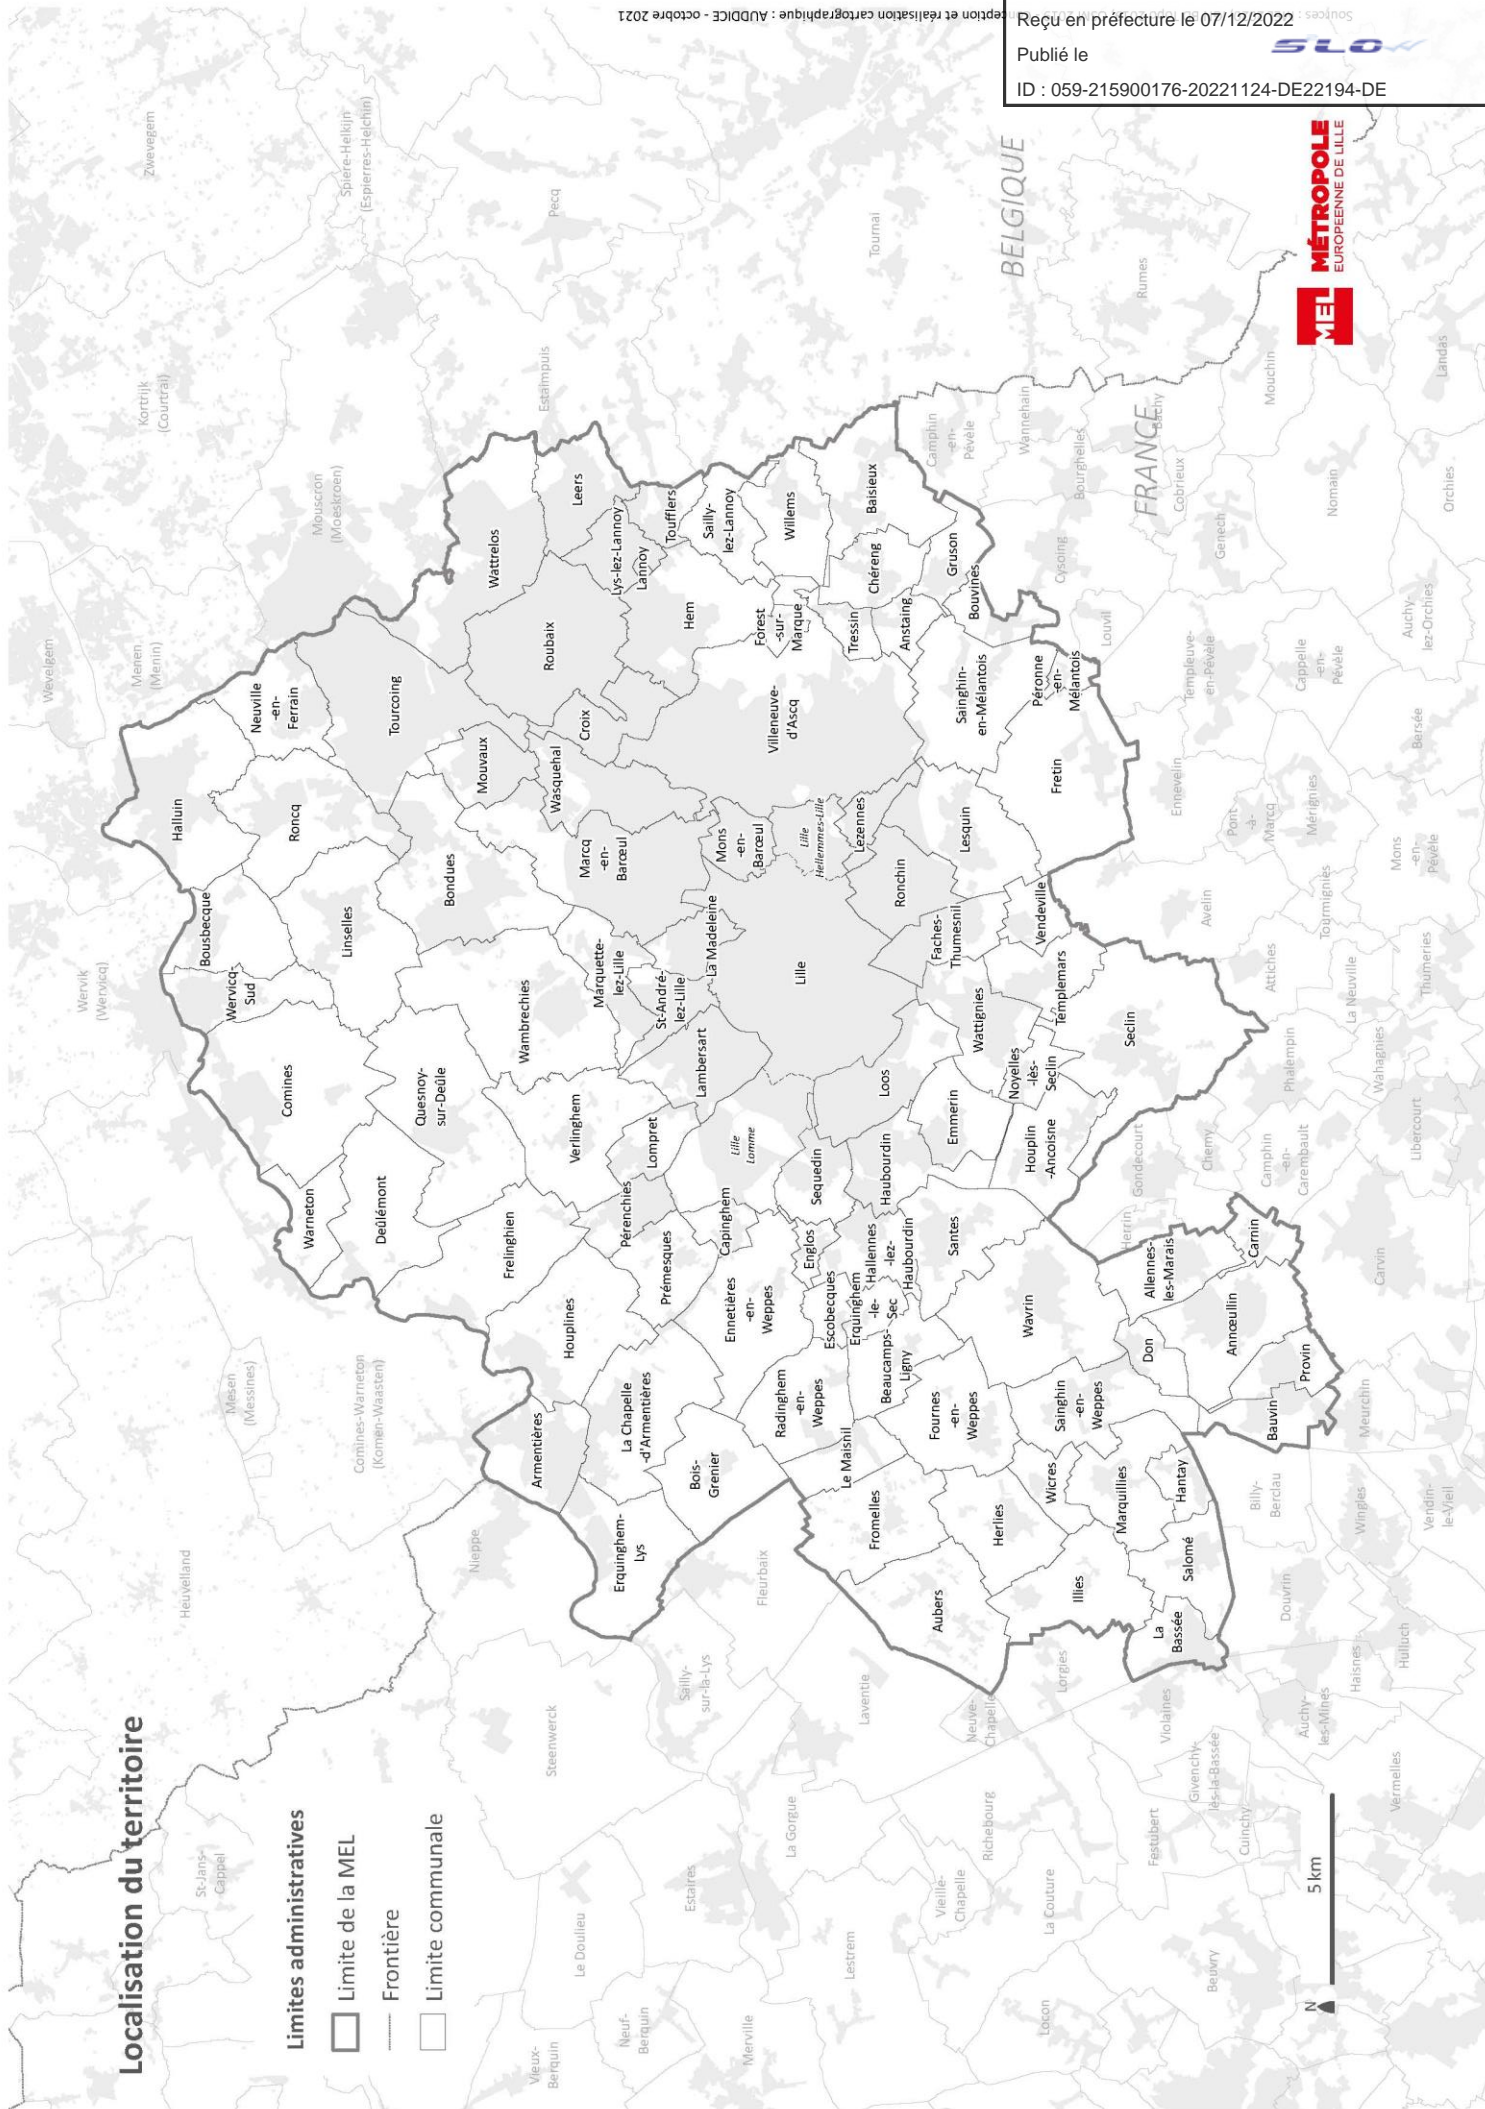 Reçu en préfecture le 07/12/2022
Publié le
SLOW
ID : 059-215900176-20221124-DE22194-DE
Localisation du territoire
Limites administratives
Limite de la MEL
Frontière
Limite communale
St-Jans-
Cappel
Heuvelland
Mesen
(Messines)
Wervik
(Wervicq)
Wevelgem
Menen
(Menin)
Kortrijk
(Courtrai)
Zwevegem
Mouscron
(Moeskroen)
Spiere-Helkijn
(Espierres-Helchin)
Comines-Warneton
(Komen-Waasten)
Halluin
Bousbecque
Wervicq-
Sud
Neuville
-en-
Ferrain
Roncq
Comines
Linselles
Warneton
Tourcoing
Deûlémont
Quesnoy-
sur-Deûle
Bondues
Mouvaux
Wattrelos
Nieppe
Estaimpuis
Pecq
Frelinghien
Wambrechies
Wasquehal
Roubaix
Leers
Steenwerck
Armentières
Houplines
Verlinghem
Marquette-
lez-Lille
Marcq
-en-
Barœul
Croix
Lys-lez-Lannoy
Lannoy
Le Doulieu
Vieux-
Berquin
Neuf-
Berquin
Erquinghem-
Lys
La Chapelle
-d'Armentières
Pérenchies
Lompret
St-André-
lez-Lille
Toufflers
Hem
Sailly-
lez-Lannoy
Sailly-
sur-la-Lys
Estaires
Bois-
Grenier
Prémesques
Capinghem
Lambersart
La Madeleine
Mons
-en-
Barœul
Merville
Fleurbaix
Ennetières
-en-
Weppes
Lille
Lomme
Lille
Lille
Hellemmes-Lille
Villeneuve-
d'Ascq
Forest
-sur-
Marque
Willems
Tournai
La Gorgue
Lestrem
Laventie
Radinghem
-en-
Weppes
Englos
Sequedin
Escobecques
Lezennes
Tressin
Chéreng
Baisieux
Le Maisnil
Erquinghem
-le-
Sec
Hallennes
-lez-
Haubourdin
Haubourdin
Loos
Ronchin
Anstaing
Fromelles
Beaucamps-
Ligny
Faches-
Thumesnil
Gruson
Camphin
-en-
Pévèle
Aubers
Fournes
-en-
Weppes
Santes
Emmerin
Wattignies
Lesquin
Sainghin
en-Mélantois
Bouvines
BELGIQUE
Neuve-
Chapelle
Vieille-
Chapelle
Richebourg
Herlies
Wannehain
Wavrin
Houplin
-Ancoisne
Noyelles
-lès-
Seclin
Templemars
Vendeville
Fretin
Péronne
-en-
Mélantois
Cysoing
Bourghelles
La Couture
Locon
Lorgies
Illies
Wicres
Sainghin
-en-
Weppes
Louvil
Rumes
FRANCE
Bachy
Marquillies
Seclin
Gondecourt
Herrin
Don
Allennes-
les-Marais
Festubert
Violaines
La
Bassée
Salomé
Hantay
Ennevelin
Templeuve-
en-Pévèle
Cobrieux
Genech
Givenchy-
lès-la-Bassée
Beuvry
Cuinchy
Annœullin
Carnin
Chemy
Avelin
Pont
-à-
Marcq
Mouchin
Billy-
Berclau
Bauvin
Provin
Camphin
-en-
Carembault
Phalempin
Attiches
Mérignies
Cappelle
-en-
Pévèle
Nomain
Douvrin
Auchy-
les-Mines
Haisnes
Tourmignies
La Neuville
Meurchin
Wingles
Carvin
Wahagnies
Libercourt
Thumeries
Mons
-en-
Pévèle
Bersée
Auchy-
lez-Orchies
Landas
Orchies
Vermelles
Hulluch
Vendin-
le-Vieil
N
5 km
MEL
MÉTROPOLE
EUROPEENNE DE LILLE
eption et réalisation cartographique : AUDDICE - octobre 2021